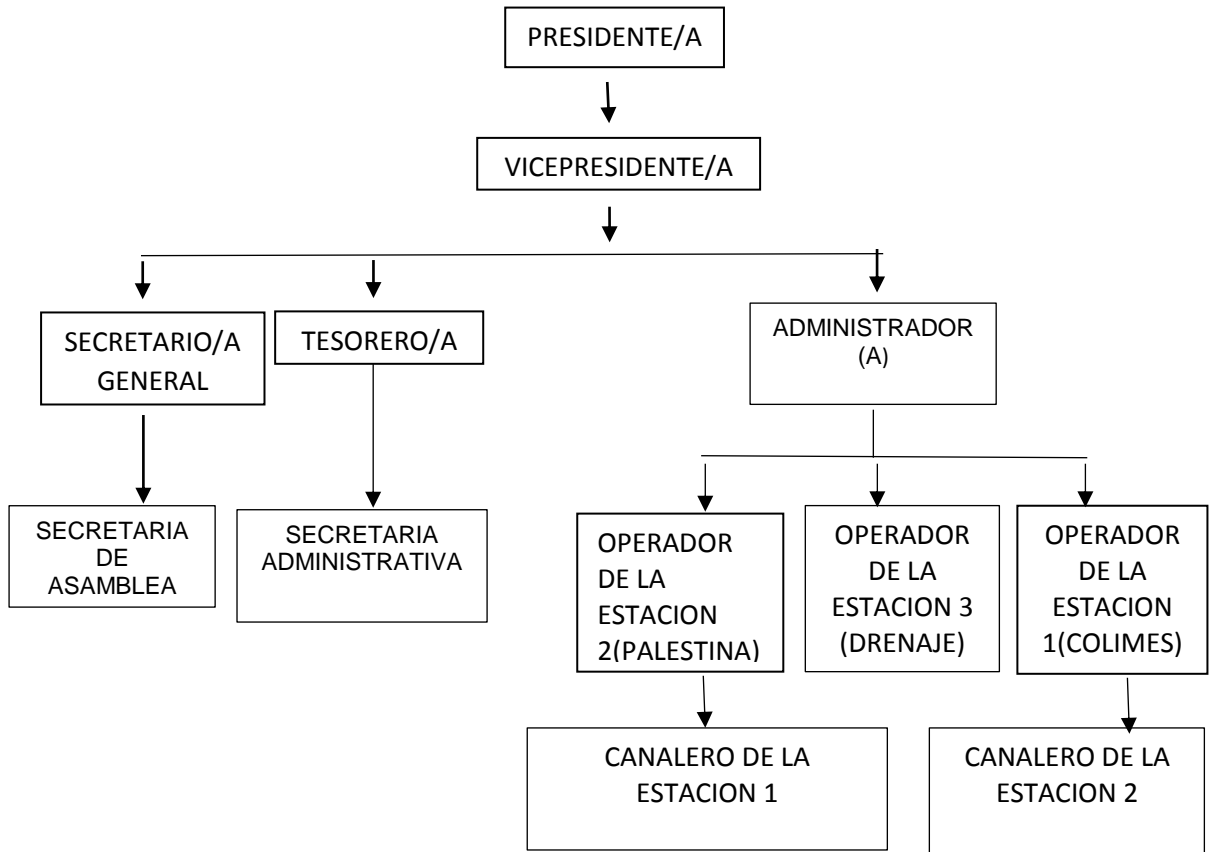 PRESIDENTE/A
VICEPRESIDENTE/A
SECRETARIO/A
GENERAL
TESORERO/A
ADMINISTRADOR
(A)
SECRETARIA
DE
ASAMBLEA
SECRETARIA
ADMINISTRATIVA
OPERADOR
DE LA
ESTACION
2(PALESTINA)
OPERADOR
DE LA
ESTACION 3
(DRENAJE)
OPERADOR
DE LA
ESTACION
1(COLIMES)
CANALERO DE LA
ESTACION 1
CANALERO DE LA
ESTACION 2